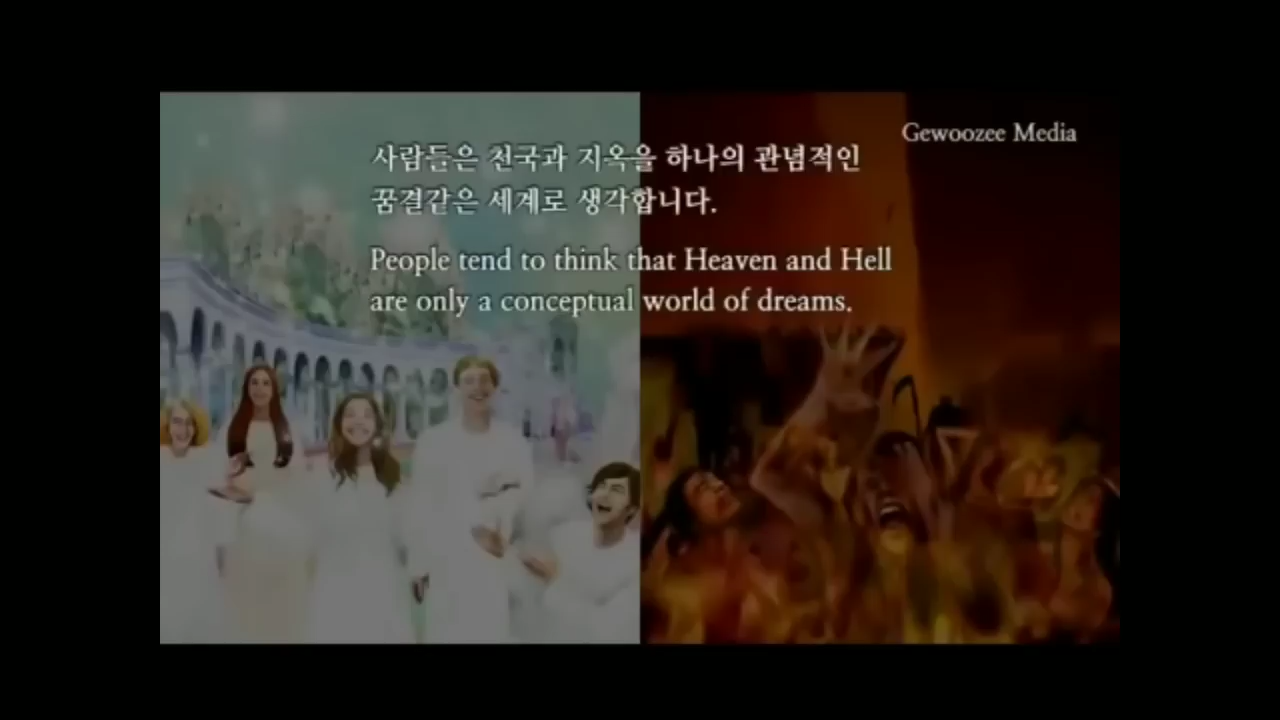 Gewoozee Media
사람들은 천국과 지옥을 하나의 관념적인
꿈결같은 세계로 생각합니다.
People tend to think that Heaven and Hell
are only a conceptual world of dreams.